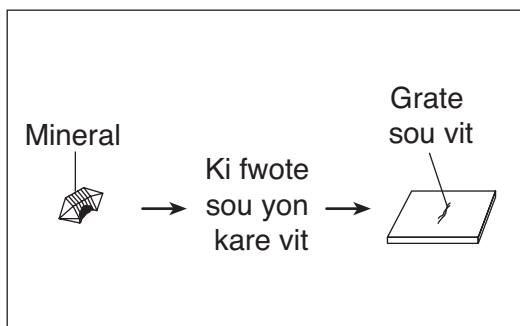 Mineral
Ki fwote
sou yon
kare vit
Grate
sou vit